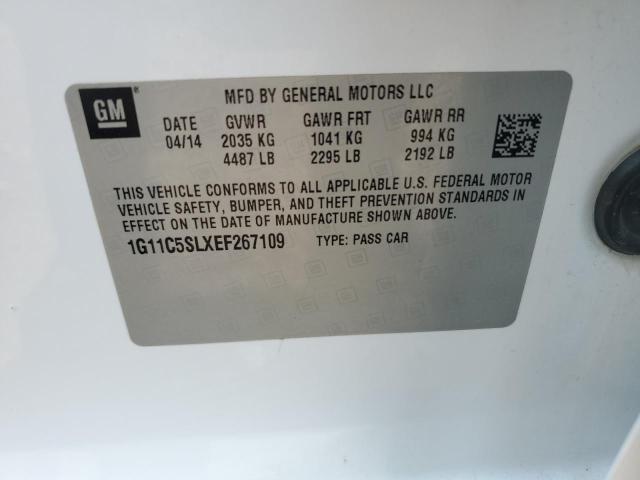 GM
MFD BY GENERAL MOTORS LLC
DATE GVWR GAWR FRT GAWR RR
04/14 2035 KG 1041 KG 994 KG
4487 LB 2295 LB 2192 LB
THIS VEHICLE CONFORMS TO ALL APPLICABLE U.S. FEDERAL MOTOR
VEHICLE SAFETY, BUMPER, AND THEFT PREVENTION STANDARDS IN
EFFECT ON THE DATE OF MANUFACTURE SHOWN ABOVE.
1G11C5SLXEF267109 TYPE: PASS CAR